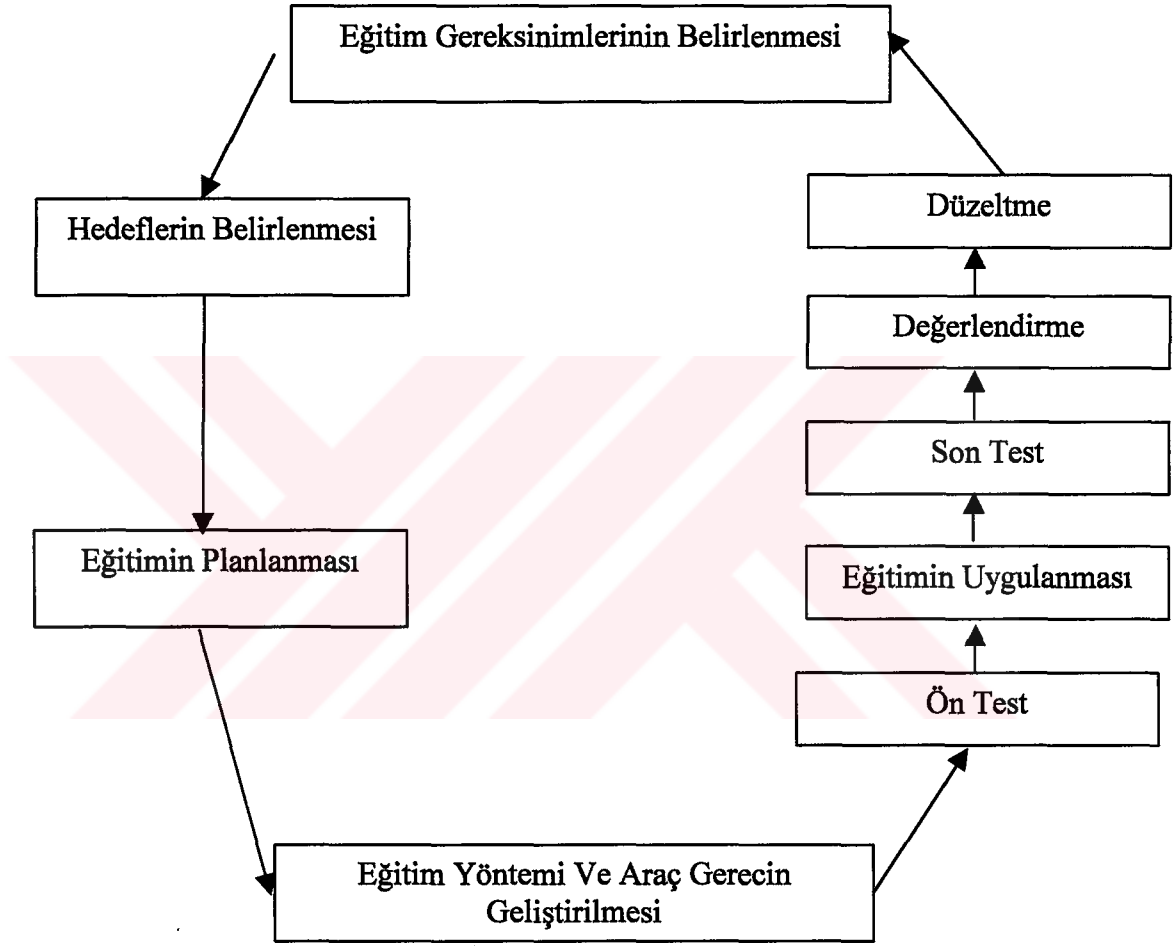 Eğitim Gereksinimlerinin Belirlenmesi
Hedeflerin Belirlenmesi
Eğitimin Planlanması
Eğitim Yöntemi Ve Araç Gerecin
Geliştirilmesi
Ön Test
Eğitimin Uygulanması
Son Test
Değerlendirme
Düzeltme